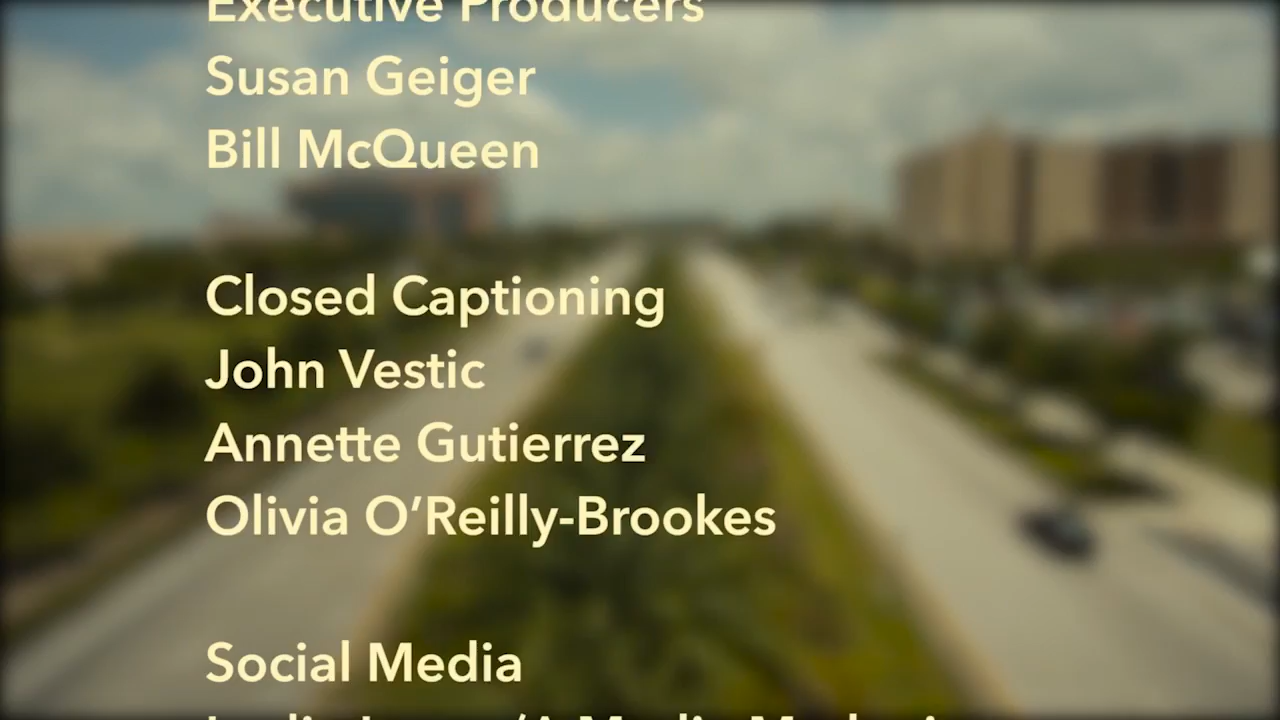 Executive Producers
Susan Geiger
Bill McQueen
Closed Captioning
John Vestic
Annette Gutierrez
Olivia O’Reilly-Brookes
Social Media